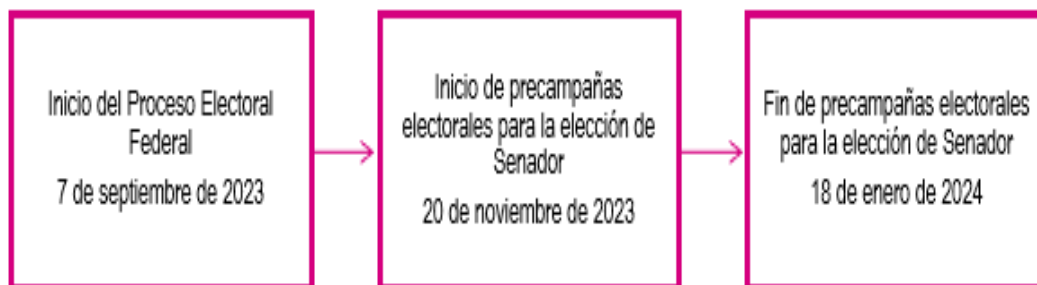 Inicio del Proceso Electoral
Federal
7 de septiembre de 2023
Inicio de precampañas
electorales para la elección de
Senador
20 de noviembre de 2023
Fin de precampañas electorales
para la elección de Senador
18 de enero de 2024